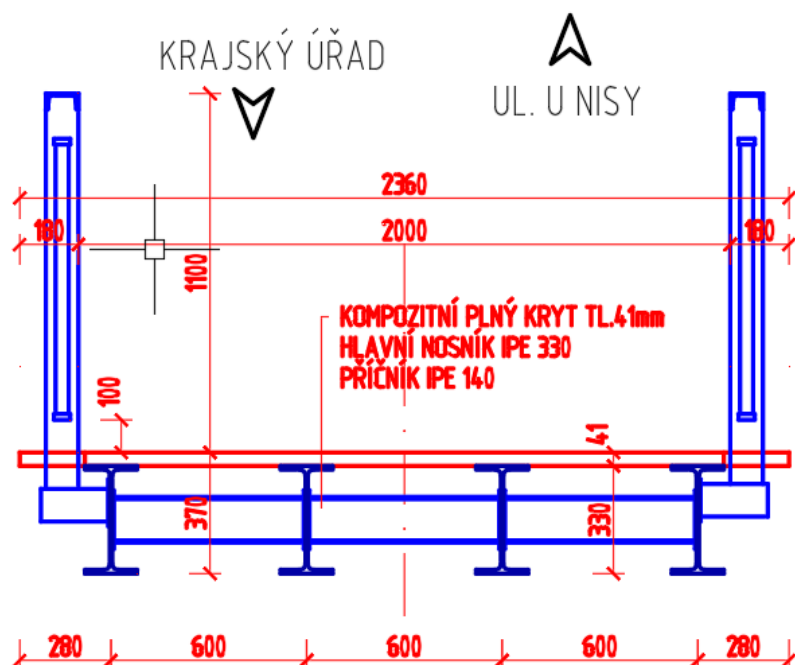 KRAJSKÝ ÚŘAD
UL. U NISY
2360
180
2000
180
1100
KOMPOZITNÍ PLNÝ KRYT TL.41mm
HLAVNÍ NOSNÍK IPE 330
PŘÍČNÍK IPE 140
100
41
370
330
280
600
600
600
280